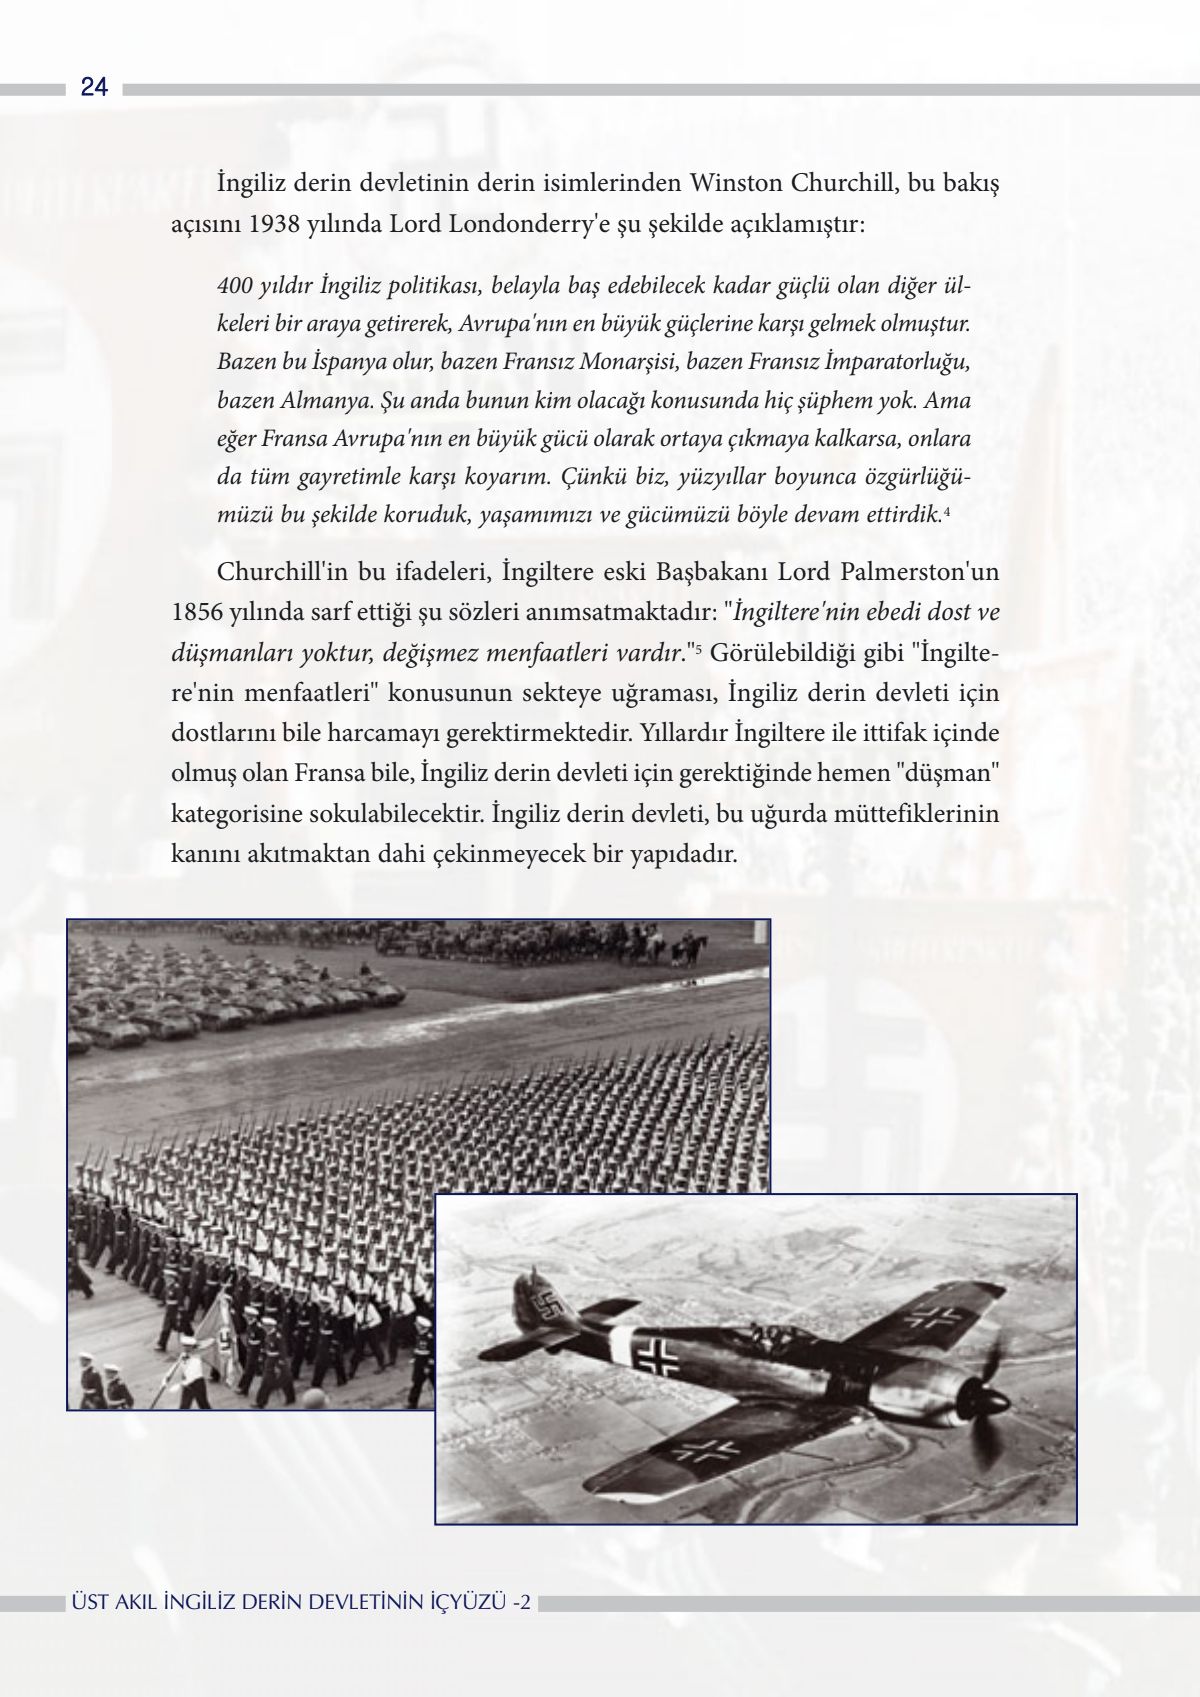 24
İngiliz derin devletinin derin isimlerinden Winston Churchill, bu bakış
açısını 1938 yılında Lord Londonderry'e şu şekilde açıklamıştır:
400 yıldır İngiliz politikası, belayla baş edebilecek kadar güçlü olan diğer ül-
keleri bir araya getirerek, Avrupa'nın en büyük güçlerine karşı gelmek olmuştur.
Bazen bu İspanya olur, bazen Fransız Monarşisi, bazen Fransız İmparatorluğu,
bazen Almanya. Şu anda bunun kim olacağı konusunda hiç şüphem yok. Ama
eğer Fransa Avrupa'nın en büyük gücü olarak ortaya çıkmaya kalkarsa, onlara
da tüm gayretimle karşı koyarım. Çünkü biz, yüzyıllar boyunca özgürlüğü-
müzü bu şekilde koruduk, yaşamımızı ve gücümüzü böyle devam ettirdik.4
Churchill'in bu ifadeleri, İngiltere eski Başbakanı Lord Palmerston'un
1856 yılında sarf ettiği şu sözleri anımsatmaktadır: "İngiltere'nin ebedi dost ve
düşmanları yoktur, değişmez menfaatleri vardır."5 Görülebildiği gibi "İngilte-
re'nin menfaatleri" konusunun sekteye uğraması, İngiliz derin devleti için
dostlarını bile harcamayı gerektirmektedir. Yıllardır İngiltere ile ittifak içinde
olmuş olan Fransa bile, İngiliz derin devleti için gerektiğinde hemen "düşman"
kategorisine sokulabilecektir. İngiliz derin devleti, bu uğurda müttefiklerinin
kanını akıtmaktan dahi çekinmeyecek bir yapıdadır.
ÜST AKIL İNGİLİZ DERİN DEVLETİNİN İÇYÜZÜ -2